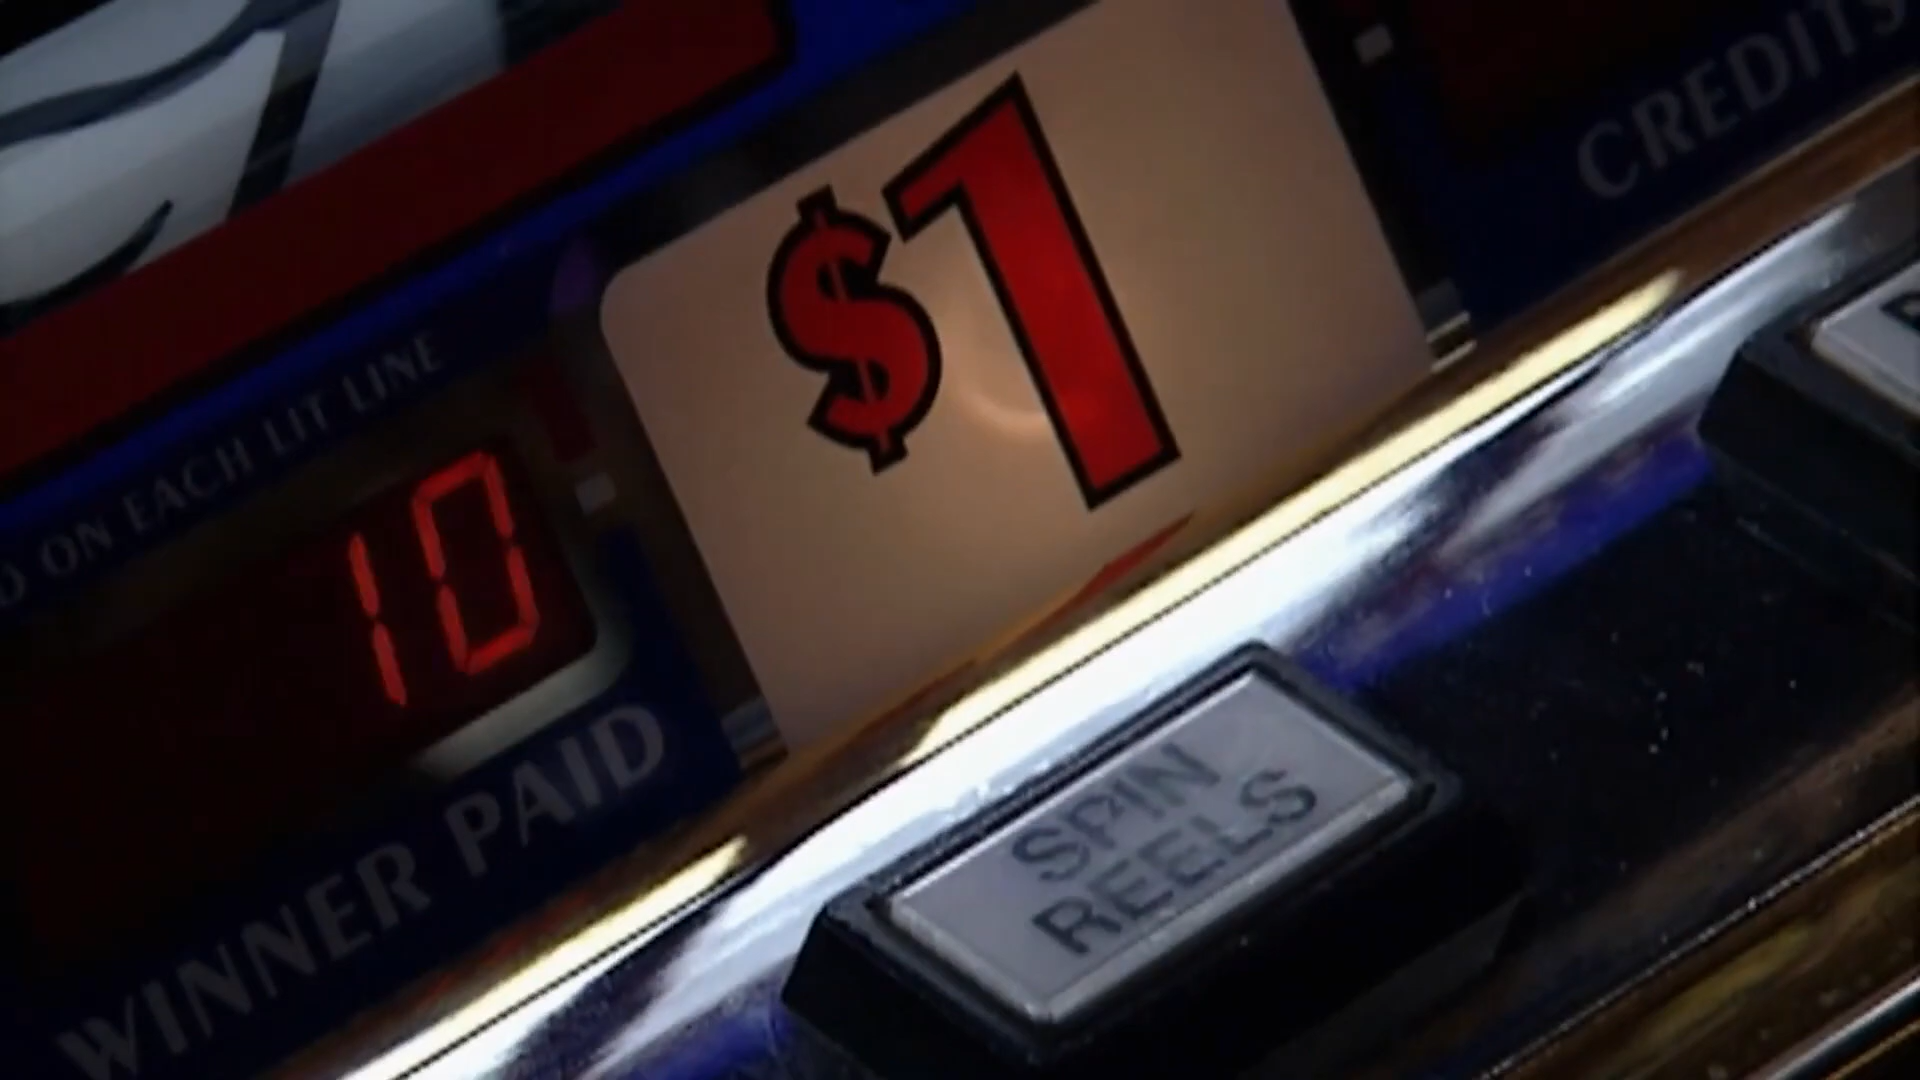 $1
CREDITS
ON EACH LIT LINE
10
WINNER PAID
SPIN
REELS